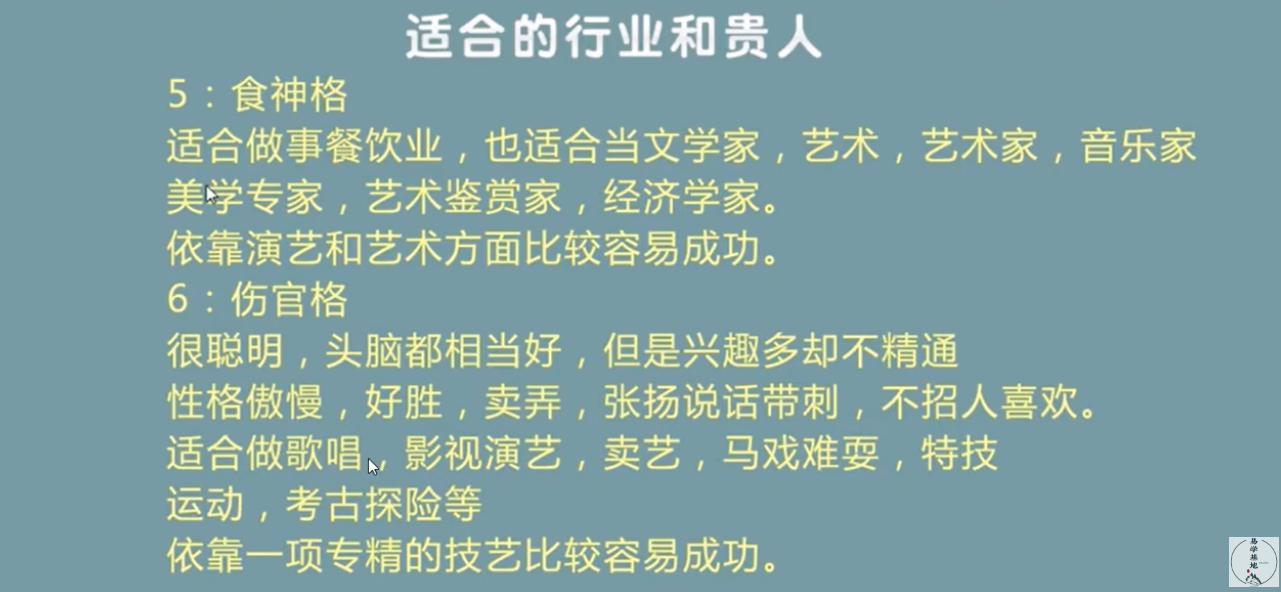 适合的行业和贵人
5：食神格
适合做事餐饮业，也适合当文学家，艺术，艺术家，音乐家
美学专家，艺术鉴赏家，经济学家。
依靠演艺和艺术方面比较容易成功。
6：伤官格
很聪明，头脑都相当好，但是兴趣多却不精通
性格傲慢，好胜，卖弄，张扬说话带刺，不招人喜欢。
适合做歌唱，影视演艺，卖艺，马戏难耍，特技
运动，考古探险等
依靠一项专精的技艺比较容易成功。
易学基地